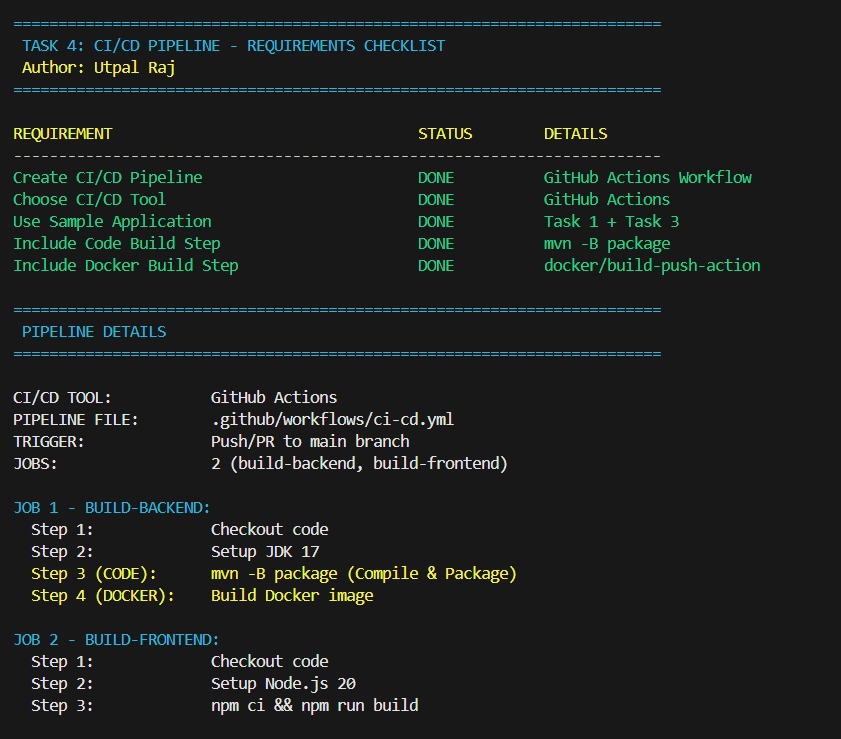 ========================================================================
TASK 4: CI/CD PIPELINE - REQUIREMENTS CHECKLIST
Author: Utpal Raj
========================================================================
REQUIREMENT STATUS DETAILS
------------------------------------------------------------------------
Create CI/CD Pipeline DONE GitHub Actions Workflow
Choose CI/CD Tool DONE GitHub Actions
Use Sample Application DONE Task 1 + Task 3
Include Code Build Step DONE mvn -B package
Include Docker Build Step DONE docker/build-push-action
========================================================================
PIPELINE DETAILS
========================================================================
CI/CD TOOL: GitHub Actions
PIPELINE FILE: .github/workflows/ci-cd.yml
TRIGGER: Push/PR to main branch
JOBS: 2 (build-backend, build-frontend)
JOB 1 - BUILD-BACKEND:
Step 1: Checkout code
Step 2: Setup JDK 17
Step 3 (CODE): mvn -B package (Compile & Package)
Step 4 (DOCKER): Build Docker image
JOB 2 - BUILD-FRONTEND:
Step 1: Checkout code
Step 2: Setup Node.js 20
Step 3: npm ci && npm run build